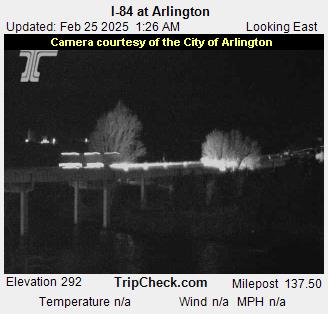 I-84 at Arlington
Updated: Feb 25 2025 1:26 AM Looking East
Camera courtesy of the City of Arlington
Elevation 292 TripCheck.com Milepost 137.50
Temperature n/a Wind n/a MPH n/a